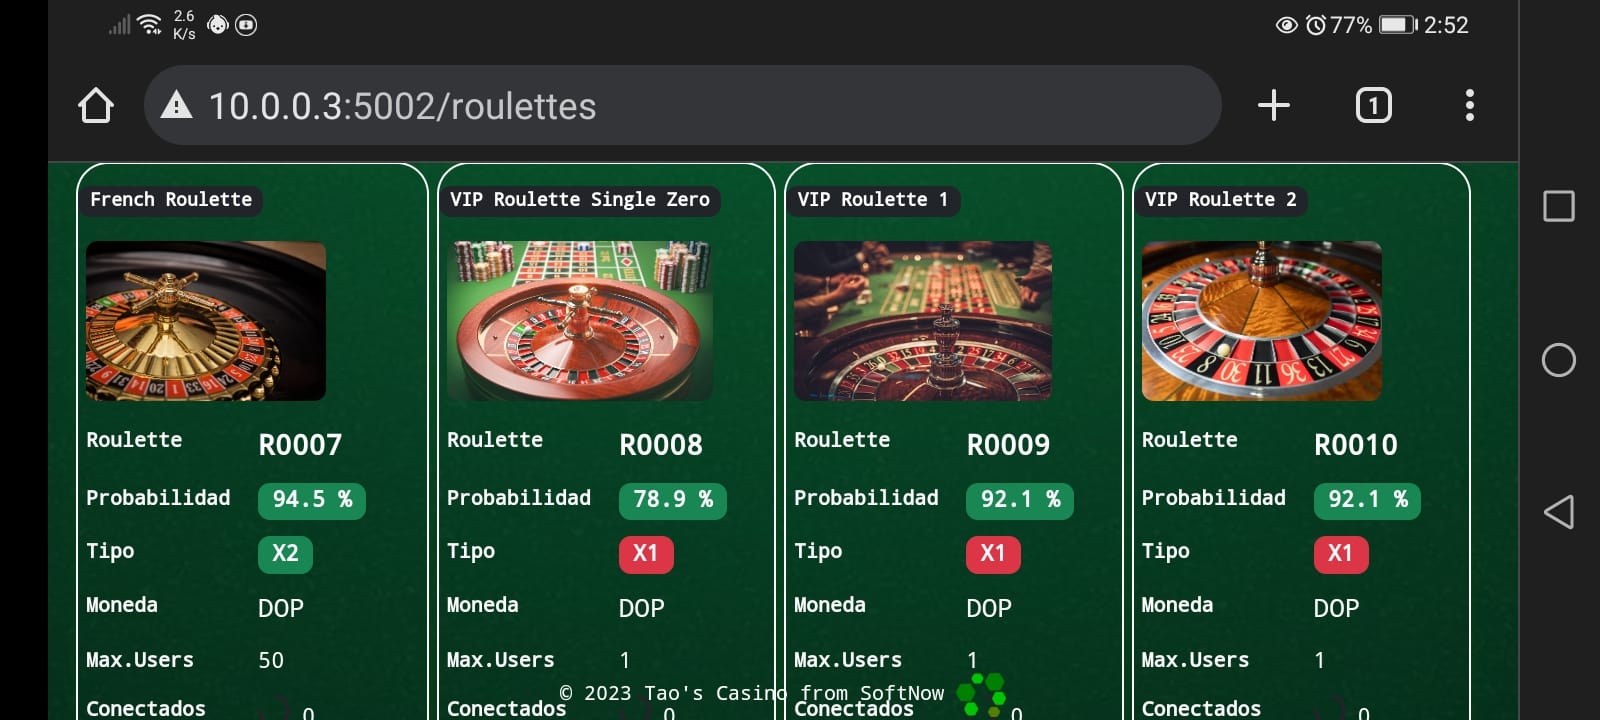 2.6
K/s
77% 2:52
10.0.0.3:5002/roulettes
1
French Roulette
VIP Roulette Single Zero
VIP Roulette 1
VIP Roulette 2
Roulette R0007
Roulette R0008
Roulette R0009
Roulette R0010
Probabilidad 94.5 %
Probabilidad 78.9 %
Probabilidad 92.1 %
Probabilidad 92.1 %
Tipo X2
Tipo X1
Tipo X1
Tipo X1
Moneda DOP
Moneda DOP
Moneda DOP
Moneda DOP
Max.Users 50
Max.Users 1
Max.Users 1
Max.Users 1
© 2023 Tao's Casino from SoftNow
Conectados 0
Conectados 0
Conectados 0
Conectados 0